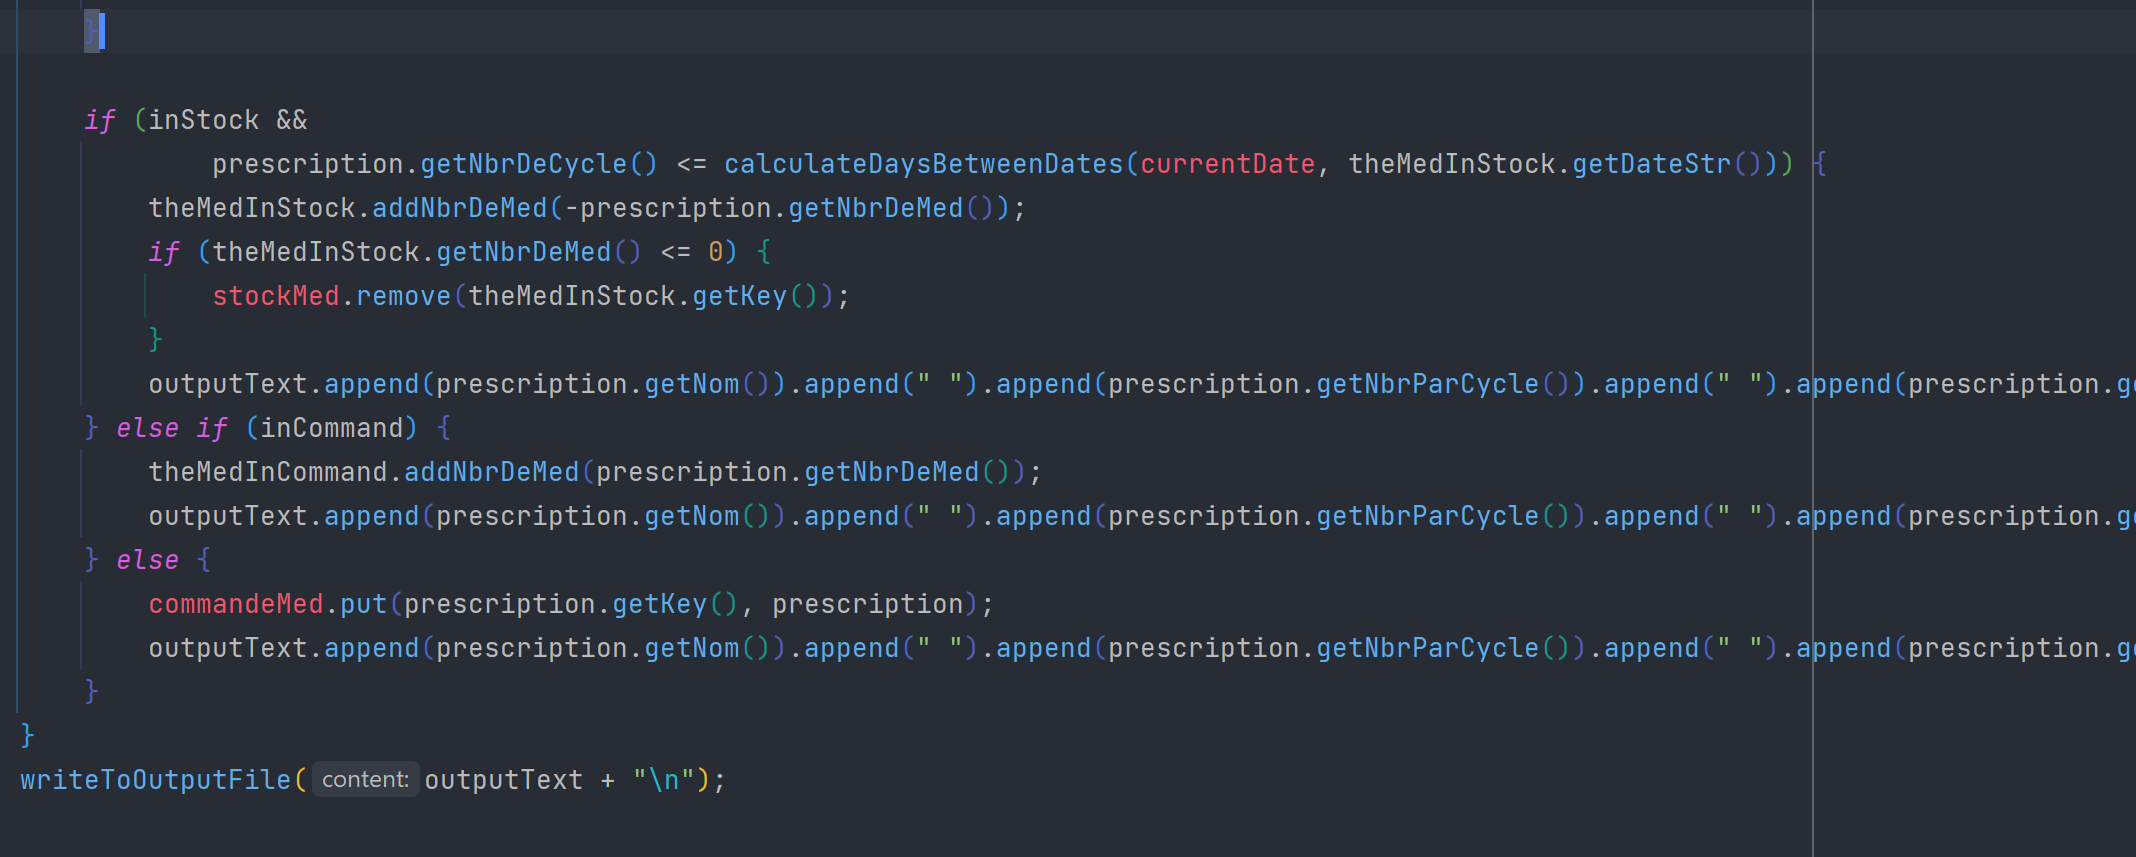 }
if (inStock &&
prescription.getNbrDeCycle() <= calculateDaysBetweenDates(currentDate, theMedInStock.getDateStr())) {
theMedInStock.addNbrDeMed(-prescription.getNbrDeMed());
if (theMedInStock.getNbrDeMed() <= 0) {
stockMed.remove(theMedInStock.getKey());
}
outputText.append(prescription.getNom()).append(" ").append(prescription.getNbrParCycle()).append(" ").append(prescription.g
} else if (inCommand) {
theMedInCommand.addNbrDeMed(prescription.getNbrDeMed());
outputText.append(prescription.getNom()).append(" ").append(prescription.getNbrParCycle()).append(" ").append(prescription.g
} else {
commandeMed.put(prescription.getKey(), prescription);
outputText.append(prescription.getNom()).append(" ").append(prescription.getNbrParCycle()).append(" ").append(prescription.g
}
}
writeToOutputFile( content: outputText + "\n");